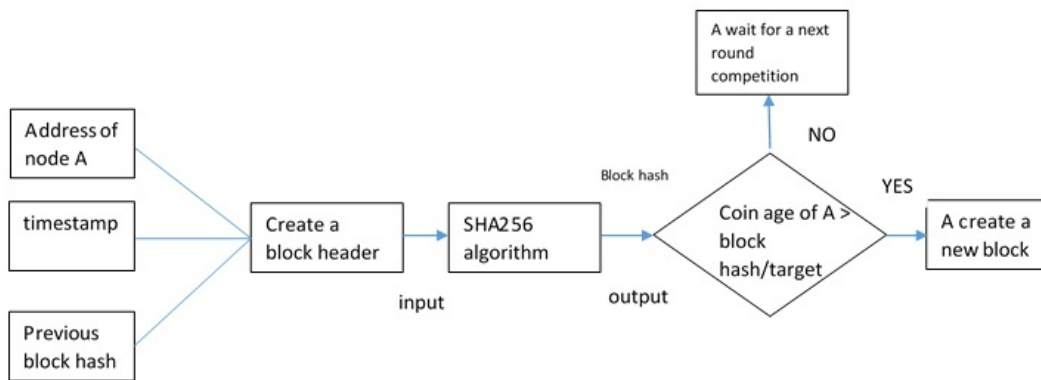 Address of
node A
timestamp
Previous
block hash
Create a
block header
input
SHA256
algorithm
Block hash
output
Coin age of A >
block
hash/target
NO
A wait for a next
round
competition
YES
A create a
new block